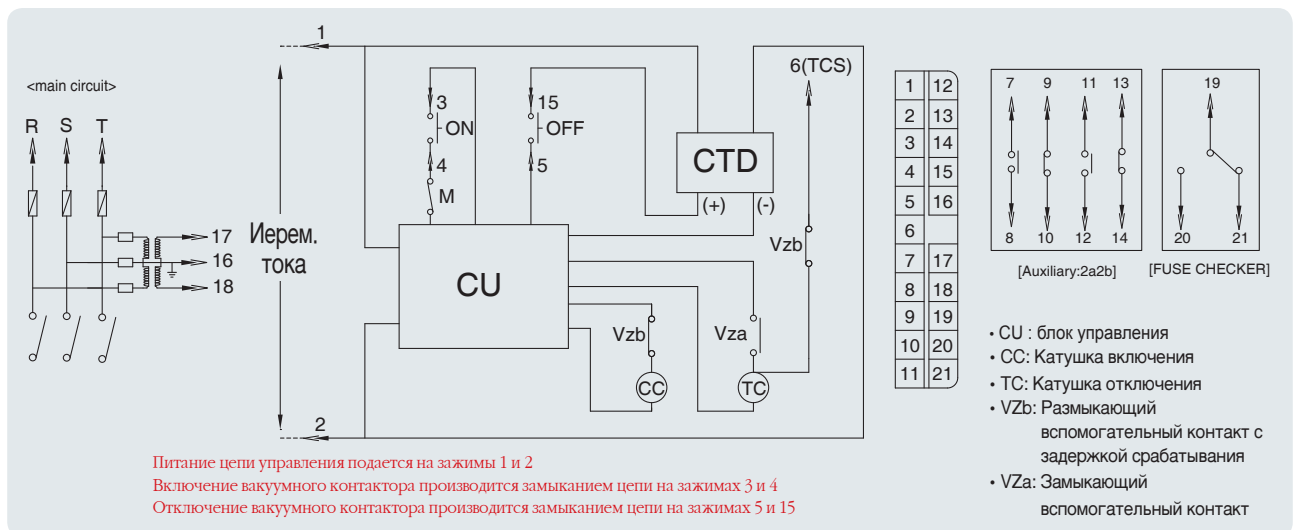 <main circuit>
R S T
17
16
18
1
Иерем.
тока
2
3
ON
4
M
15
OFF
5
CU
CTD
(+) (-)
6(TCS)
Vzb
Vzb
Vza
CC
TC
1 12
2 13
3 14
4 15
5 16
6
7 17
8 18
9 19
10 20
11 21
7 9 11 13
8 10 12 14
[Auxiliary:2a2b]
19
20 21
[FUSE CHECKER]
• CU : блок управления
• CC: Катушка включения
• TC: Катушка отключения
• VZb: Размыкающий
вспомогательный контакт с
задержкой срабатывания
• VZa: Замыкающий
вспомогательный контакт
Питание цепи управления подается на зажимы 1 и 2
Включение вакуумного контактора производится замыканием цепи на зажимах 3 и 4
Отключение вакуумного контактора производится замыканием цепи на зажимах 5 и 15